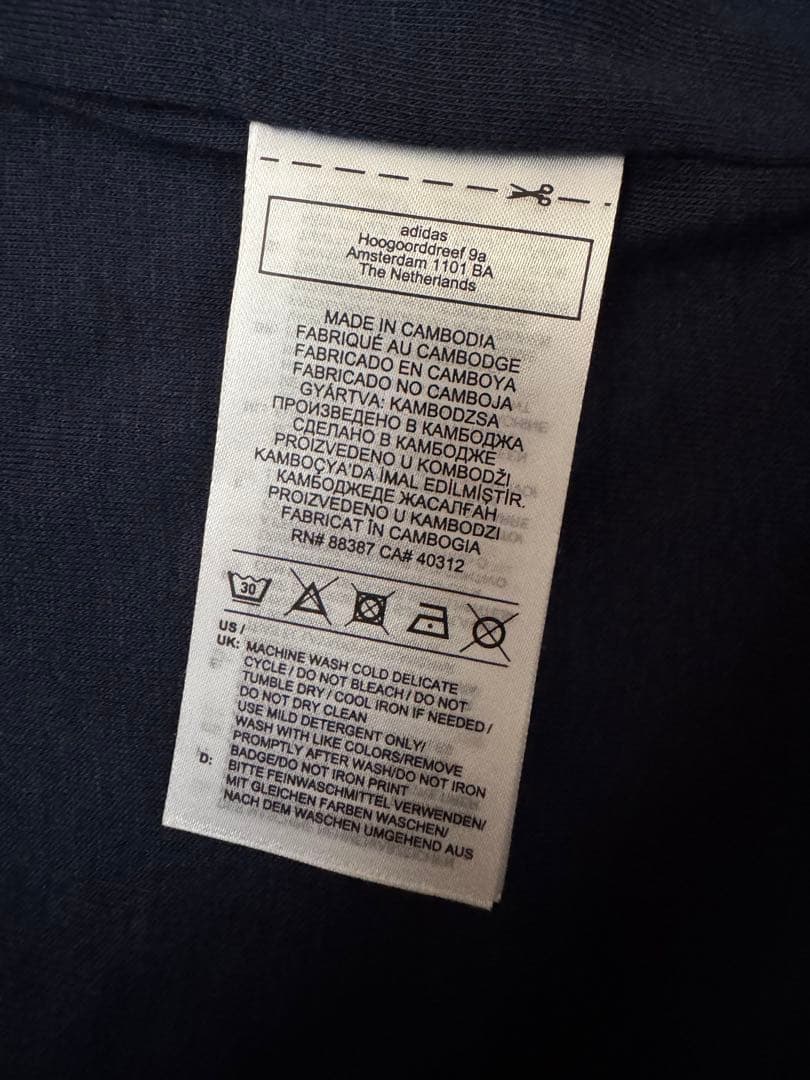 adidas
Hoogoorddreef 9a
Amsterdam 1101 BA
The Netherlands
MADE IN CAMBODIA
FABRIQUÉ AU CAMBODGE
FABRICADO EN CAMBOYA
FABRICADO NO CAMBOJA
GYÁRTVA: KAMBODZSA
ПРОИЗВЕДЕНО В КАМБОДЖА
СДЕЛАНО В КАМБОДЖЕ
PROIZVEDENO U KOMBODŽI
KAMBOÇYA'DA İMAL EDİLMİŞTİR.
КАМБОДЖЕДЕ ЖАСАЛҒАН
PROIZVEDENO U KAMBODZI
FABRICAT ÎN CAMBOGIA
RN# 88387 CA# 40312
30
US /
UK: MACHINE WASH COLD DELICATE
CYCLE / DO NOT BLEACH / DO NOT
TUMBLE DRY / COOL IRON IF NEEDED /
DO NOT DRY CLEAN
USE MILD DETERGENT ONLY/
WASH WITH LIKE COLORS/REMOVE
PROMPTLY AFTER WASH/DO NOT IRON
BADGE/DO NOT IRON PRINT
D: BITTE FEINWASCHMITTEL VERWENDEN/
MIT GLEICHEN FARBEN WASCHEN/
NACH DEM WASCHEN UMGEHEND AUS